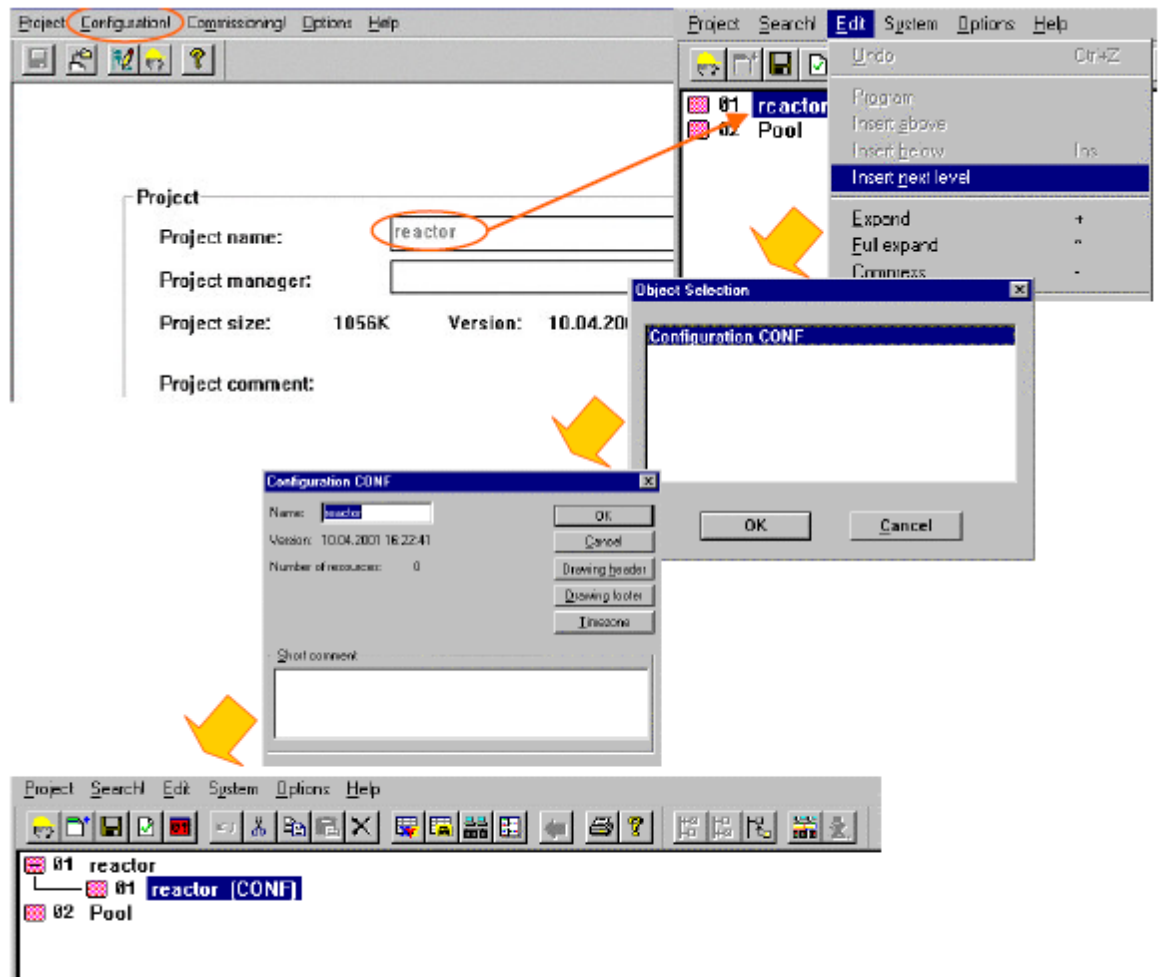 Project Configuration! Commissioning! Options Help
Project
Project name: reactor
Project manager:
Project size: 1056K Version: 10.04.200
Project comment:
Project Search! Edit System Options Help
01 reactor
02 Pool
Undo Ctrl+Z
Program
Insert above
Insert below Ins
Insert next level
Expand +
Full expand *
Compress -
Object Selection
Configuration CONF
OK Cancel
Configuration CONF
Name: reactor
Version: 10.04.2001 16:22:41
Number of resources: 0
OK
Cancel
Drawing header
Drawing footer
Timezone
Short comment
Project Search! Edit System Options Help
01 reactor
01 reactor (CONF)
02 Pool